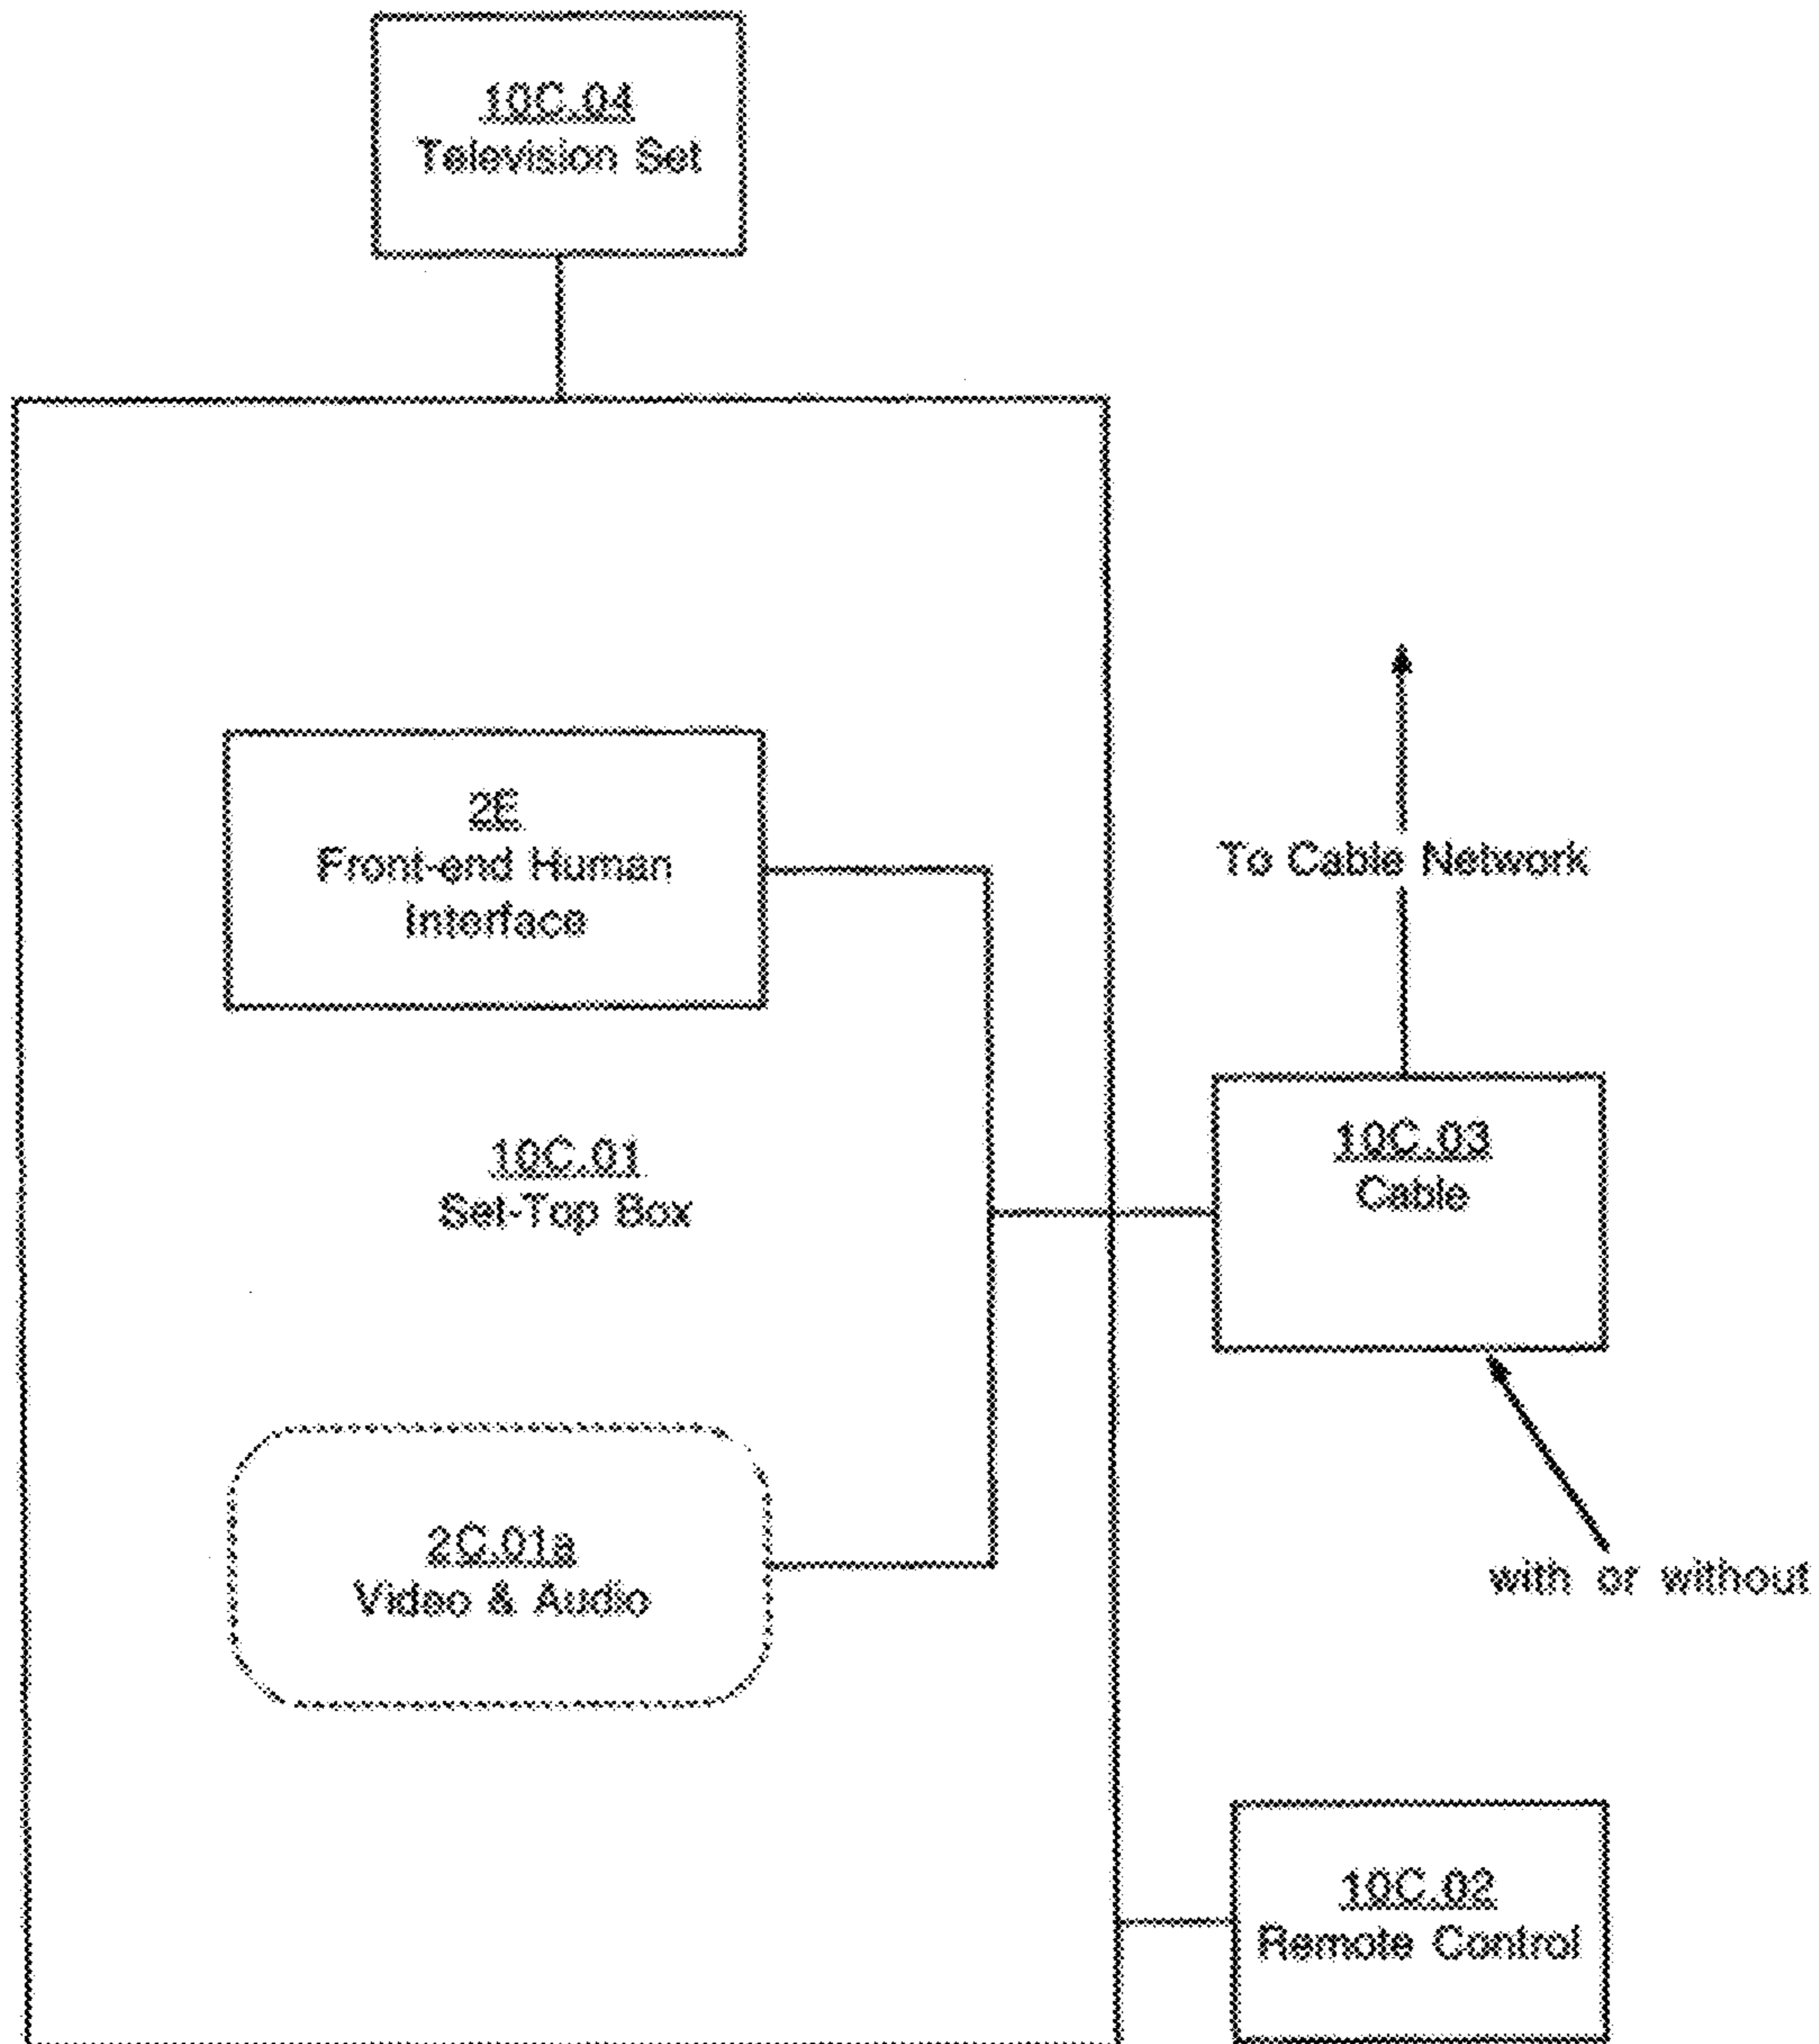 10C.04
Television Set
2E
Front-end Human
Interface
To Cable Network
10C.01
Set-Top Box
10C.03
Cable
2C.01a
Video & Audio
with or without
10C.02
Remote Control